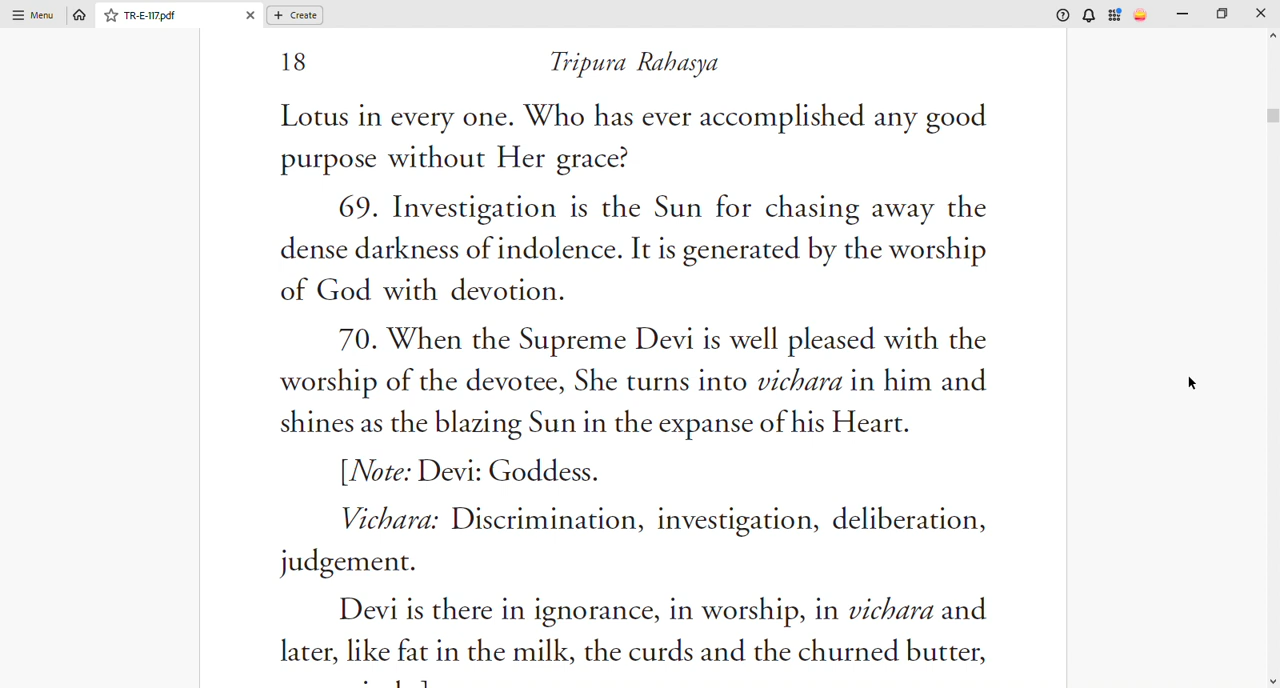 Menu
TR-E-117.pdf
+ Create
18 Tripura Rahasya
Lotus in every one. Who has ever accomplished any good
purpose without Her grace?
69. Investigation is the Sun for chasing away the
dense darkness of indolence. It is generated by the worship
of God with devotion.
70. When the Supreme Devi is well pleased with the
worship of the devotee, She turns into vichara in him and
shines as the blazing Sun in the expanse of his Heart.
[Note: Devi: Goddess.
Vichara: Discrimination, investigation, deliberation,
judgement.
Devi is there in ignorance, in worship, in vichara and
later, like fat in the milk, the curds and the churned butter,